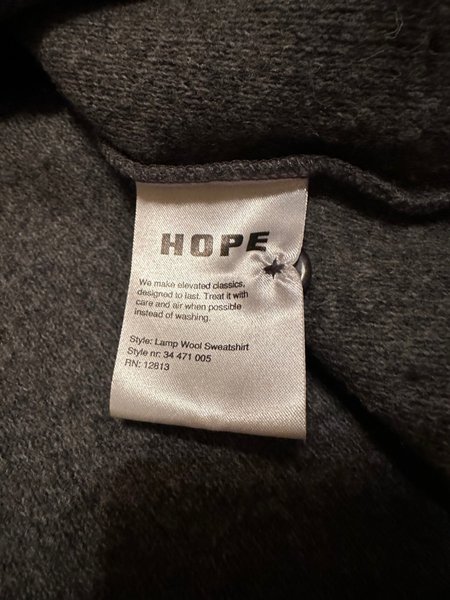 HOPE
We make elevated classics,
designed to last. Treat it with
care and air when possible
instead of washing.
Style: Lamp Wool Sweatshirt
Style nr: 34 471 005
RN: 12813